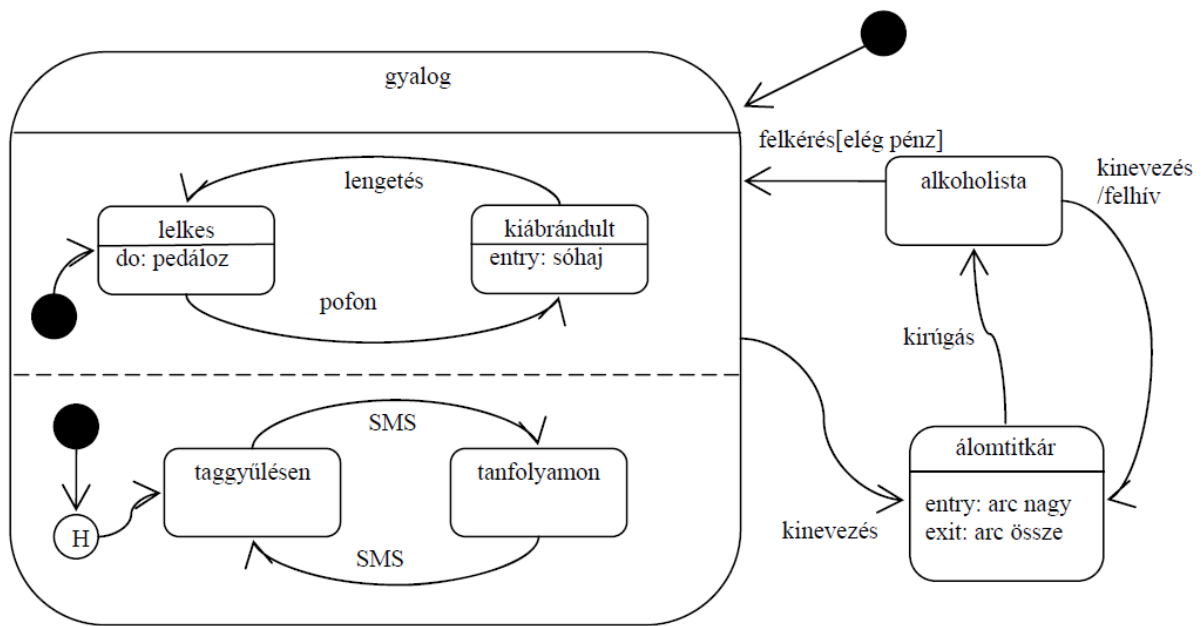 gyalog
felkérés[elég pénz]
alkoholista
kinevezés
/felhív
lengetés
lelkes
do: pedáloz
kiábrándult
entry: sóhaj
pofon
kirúgás
SMS
taggyűlésen
tanfolyamon
H
SMS
kinevezés
álomtitkár
entry: arc nagy
exit: arc össze